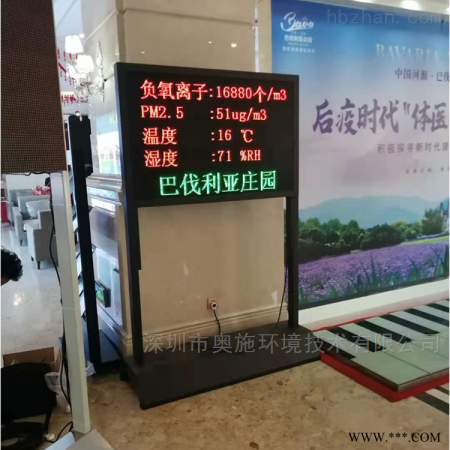 hbzhan.com
Bavo
BAVARIA
中国河源·巴伐
后疫时代"体医
负氧离子:16880个/m3
PM2.5 :51ug/m3
温度 :16 ℃
湿度 :71 %RH
巴伐利亚庄园
深圳市奥施环境技术有限公司
WWW.***.COM